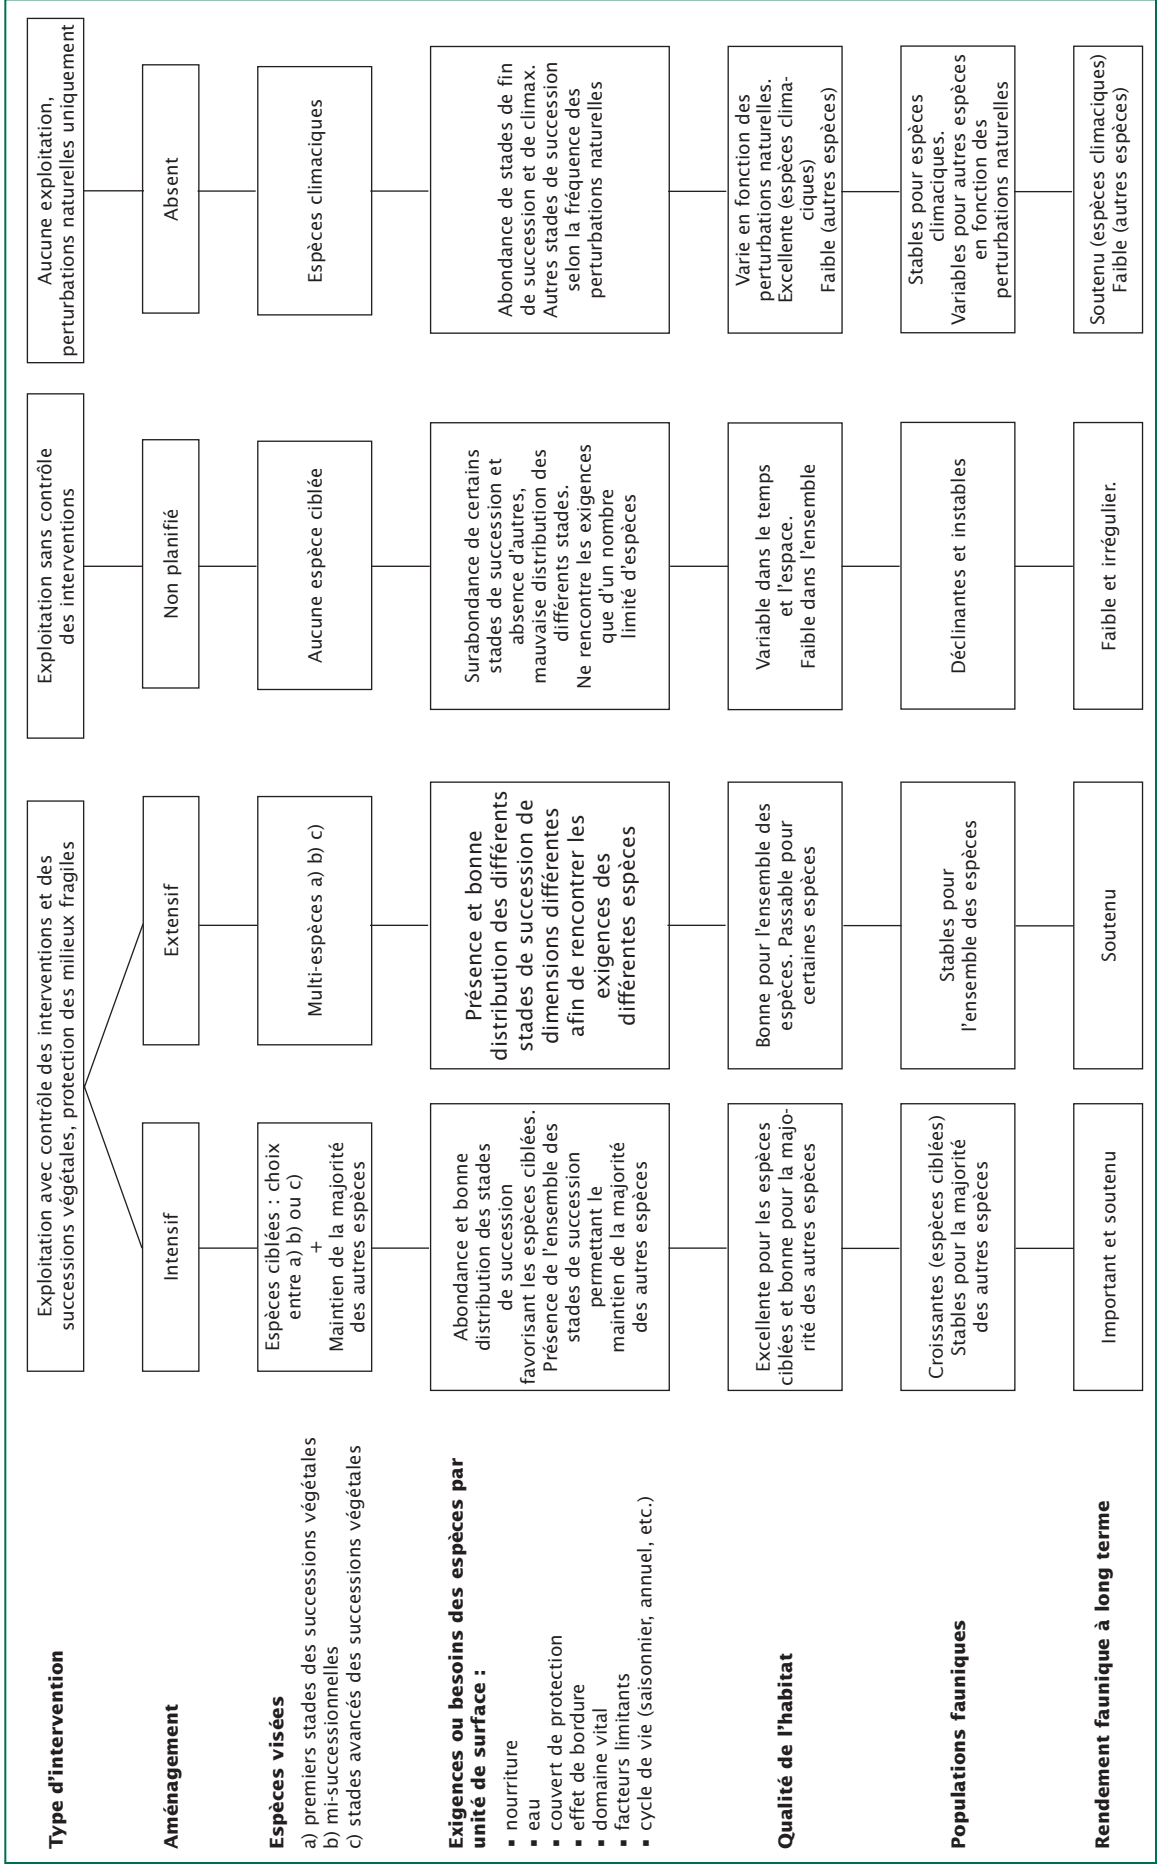 Type d'intervention
Exploitation avec contrôle des interventions et des
successions végétales, protection des milieux fragiles
Exploitation sans contrôle
des interventions
Aucune exploitation,
perturbations naturelles uniquement
Aménagement
Intensif
Extensif
Non planifié
Absent
Espèces visées
a) premiers stades des successions végétales
b) mi-successionnelles
c) stades avancés des successions végétales
Espèces ciblées : choix
entre a) b) ou c)
+
Maintien de la majorité
des autres espèces
Multi-espèces a) b) c)
Aucune espèce ciblée
Espèces climaciques
Exigences ou besoins des espèces par
unité de surface :
▪ nourriture
▪ eau
▪ couvert de protection
▪ effet de bordure
▪ domaine vital
▪ facteurs limitants
▪ cycle de vie (saisonnier, annuel, etc.)
Abondance et bonne
distribution des stades
de succession
favorisant les espèces ciblées.
Présence de l'ensemble des
stades de succession
permettant le
maintien de la majorité
des autres espèces
Présence et bonne
distribution des différents
stades de succession de
dimensions différentes
afin de rencontrer les
exigences des
différentes espèces
Surabondance de certains
stades de succession et
absence d'autres,
mauvaise distribution des
différents stades.
Ne rencontre les exigences
que d'un nombre
limité d'espèces
Abondance de stades de fin
de succession et de climax.
Autres stades de succession
selon la fréquence des
perturbations naturelles
Qualité de l'habitat
Excellente pour les espèces
ciblées et bonne pour la majo-
rité des autres espèces
Bonne pour l'ensemble des
espèces. Passable pour
certaines espèces
Variable dans le temps
et l'espace.
Faible dans l'ensemble
Varie en fonction des
perturbations naturelles.
Excellente (espèces clima-
ciques)
Faible (autres espèces)
Populations fauniques
Croissantes (espèces ciblées)
Stables pour la majorité
des autres espèces
Stables pour
l'ensemble des espèces
Déclinantes et instables
Stables pour espèces
climaciques.
Variables pour autres espèces
en fonction des
perturbations naturelles
Rendement faunique à long terme
Important et soutenu
Soutenu
Faible et irrégulier.
Soutenu (espèces climaciques)
Faible (autres espèces)